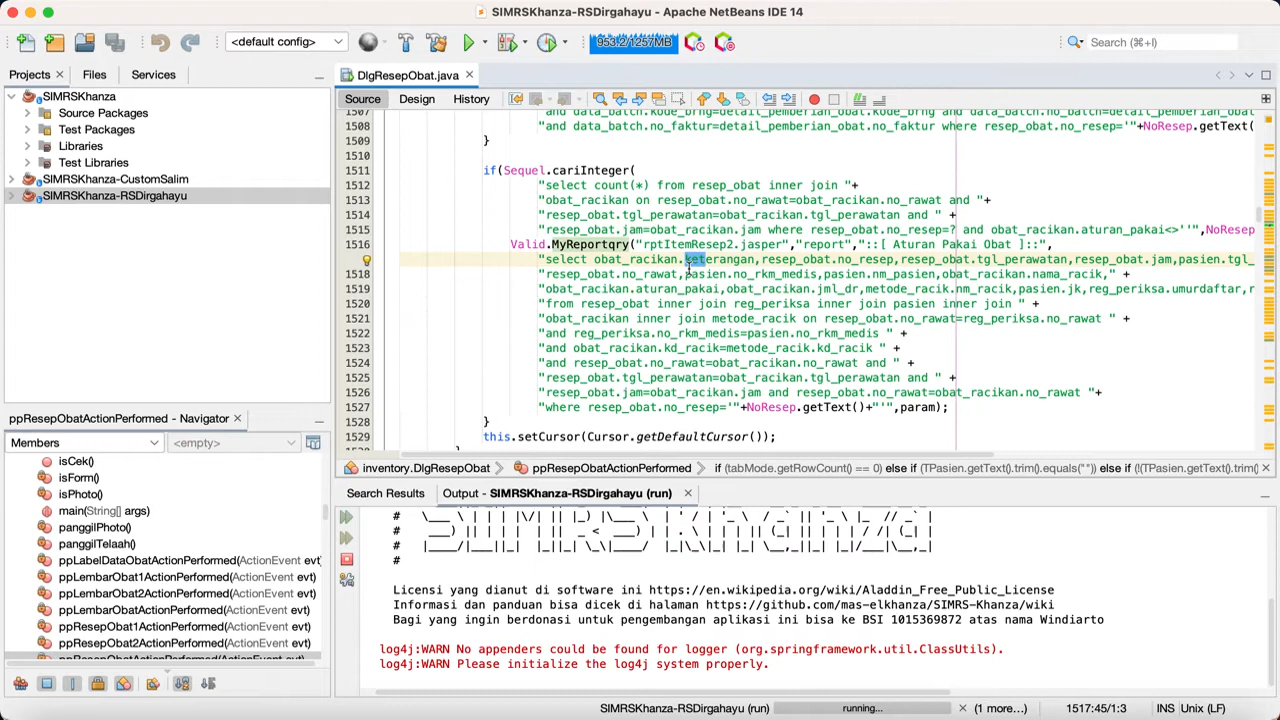 SIMRSKhanza-RSDirgahayu - Apache NetBeans IDE 14
<default config>
953.2/1257MB
Search (⌘+I)
Projects
Files
Services
DlgResepObat.java
SIMRSKhanza
Source Packages
Test Packages
Libraries
Test Libraries
SIMRSKhanza-CustomSalim
SIMRSKhanza-RSDirgahayu
Source
Design
History
1507 "and data_batch.kode_brng=detail_pemberian_obat.kode_brng and data_batch.no_batch=detail_pemberian_obat
1508 "and data_batch.no_faktur=detail_pemberian_obat.no_faktur where resep_obat.no_resep='"+NoResep.getText(
1509 }
1510
1511 if(Sequel.cariInteger(
1512 "select count(*) from resep_obat inner join "+
1513 "obat_racikan on resep_obat.no_rawat=obat_racikan.no_rawat and "+
1514 "resep_obat.tgl_perawatan=obat_racikan.tgl_perawatan and " +
1515 "resep_obat.jam=obat_racikan.jam where resep_obat.no_resep=? and obat_racikan.aturan_pakai<>''",NoRese
1516 Valid.MyReportqry("rptItemResep2.jasper","report","::[ Aturan Pakai Obat ]::",
"select obat_racikan.keterangan,resep_obat.no_resep,resep_obat.tgl_perawatan,resep_obat.jam,pasien.tgl_
1518 "resep_obat.no_rawat,pasien.no_rkm_medis,pasien.nm_pasien,obat_racikan.nama_racik," +
1519 "obat_racikan.aturan_pakai,obat_racikan.jml_dr,metode_racik.nm_racik,pasien.jk,reg_periksa.umurdaftar,r
1520 "from resep_obat inner join reg_periksa inner join pasien inner join " +
1521 "obat_racikan inner join metode_racik on resep_obat.no_rawat=reg_periksa.no_rawat " +
1522 "and reg_periksa.no_rkm_medis=pasien.no_rkm_medis " +
1523 "and obat_racikan.kd_racik=metode_racik.kd_racik " +
1524 "and resep_obat.no_rawat=obat_racikan.no_rawat and " +
1525 "resep_obat.tgl_perawatan=obat_racikan.tgl_perawatan and " +
1526 "resep_obat.jam=obat_racikan.jam and resep_obat.no_rawat=obat_racikan.no_rawat "+
1527 "where resep_obat.no_resep='"+NoResep.getText()+"'",param);
1528 }
1529 this.setCursor(Cursor.getDefaultCursor());
ppResepObatActionPerformed - Navigator
Members
<empty>
isCek()
isForm()
isPhoto()
main(String[] args)
panggilPhoto()
panggilTelaah()
ppLabelDataObatActionPerformed(ActionEvent evt)
ppLembarObat1ActionPerformed(ActionEvent evt)
ppLembarObat2ActionPerformed(ActionEvent evt)
ppLembarObatActionPerformed(ActionEvent evt)
ppResepObat1ActionPerformed(ActionEvent evt)
ppResepObat2ActionPerformed(ActionEvent evt)
ppResepObatActionPerformed(ActionEvent evt)
inventory.DlgResepObat
ppResepObatActionPerformed
if (tabMode.getRowCount() == 0) else if (TPasien.getText().trim().equals("")) else if (!(TPasien.getText().trim(
Search Results
Output - SIMRSKhanza-RSDirgahayu (run)
Licensi yang dianut di software ini https://en.wikipedia.org/wiki/Aladdin_Free_Public_License
Informasi dan panduan bisa dicek di halaman https://github.com/mas-elkhanza/SIMRS-Khanza/wiki
Bagi yang ingin berdonasi untuk pengembangan aplikasi ini bisa ke BSI 1015369872 atas nama Windiarto
log4j:WARN No appenders could be found for logger (org.springframework.util.ClassUtils).
log4j:WARN Please initialize the log4j system properly.
SIMRSKhanza-RSDirgahayu (run)
running...
(1 more...)
1517:45/1:3
INS
Unix (LF)